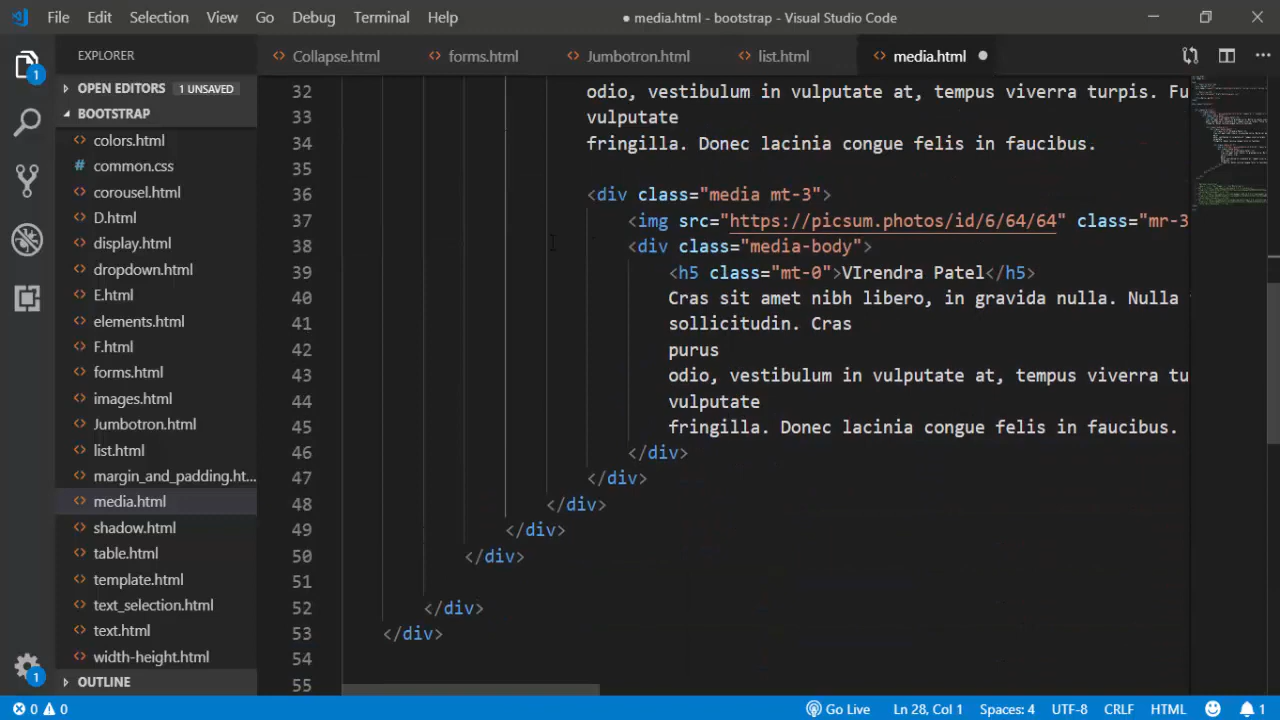 File Edit Selection View Go Debug Terminal Help
● media.html - bootstrap - Visual Studio Code
EXPLORER
Collapse.html forms.html Jumbotron.html list.html media.html
1
OPEN EDITORS 1 UNSAVED
BOOTSTRAP
colors.html
common.css
corousel.html
D.html
display.html
dropdown.html
E.html
elements.html
F.html
forms.html
images.html
Jumbotron.html
list.html
margin_and_padding.ht...
media.html
shadow.html
table.html
template.html
text_selection.html
text.html
width-height.html
OUTLINE
1
32 odio, vestibulum in vulputate at, tempus viverra turpis. Fu
33 vulputate
34 fringilla. Donec lacinia congue felis in faucibus.
35
36 <div class="media mt-3">
37 <img src="https://picsum.photos/id/6/64/64" class="mr-3
38 <div class="media-body">
39 <h5 class="mt-0">VIrendra Patel</h5>
40 Cras sit amet nibh libero, in gravida nulla. Nulla
41 sollicitudin. Cras
42 purus
43 odio, vestibulum in vulputate at, tempus viverra tu
44 vulputate
45 fringilla. Donec lacinia congue felis in faucibus.
46 </div>
47 </div>
48 </div>
49 </div>
50 </div>
51
52 </div>
53 </div>
54
55
0 0 Go Live Ln 28, Col 1 Spaces: 4 UTF-8 CRLF HTML 1